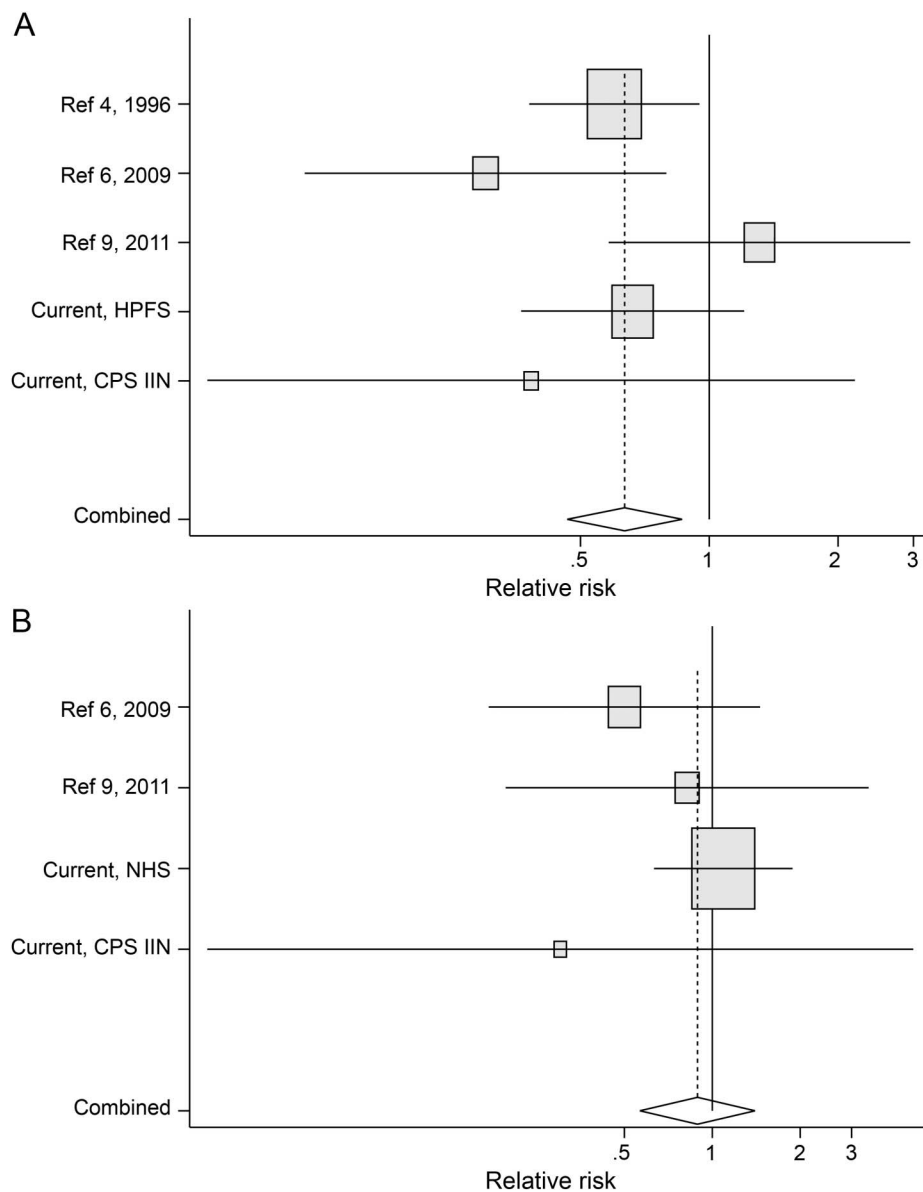 A
Ref 4, 1996
Ref 6, 2009
Ref 9, 2011
Current, HPFS
Current, CPS IIN
Combined
.5 1 2 3
Relative risk
B
Ref 6, 2009
Ref 9, 2011
Current, NHS
Current, CPS IIN
Combined
.5 1 2 3
Relative risk